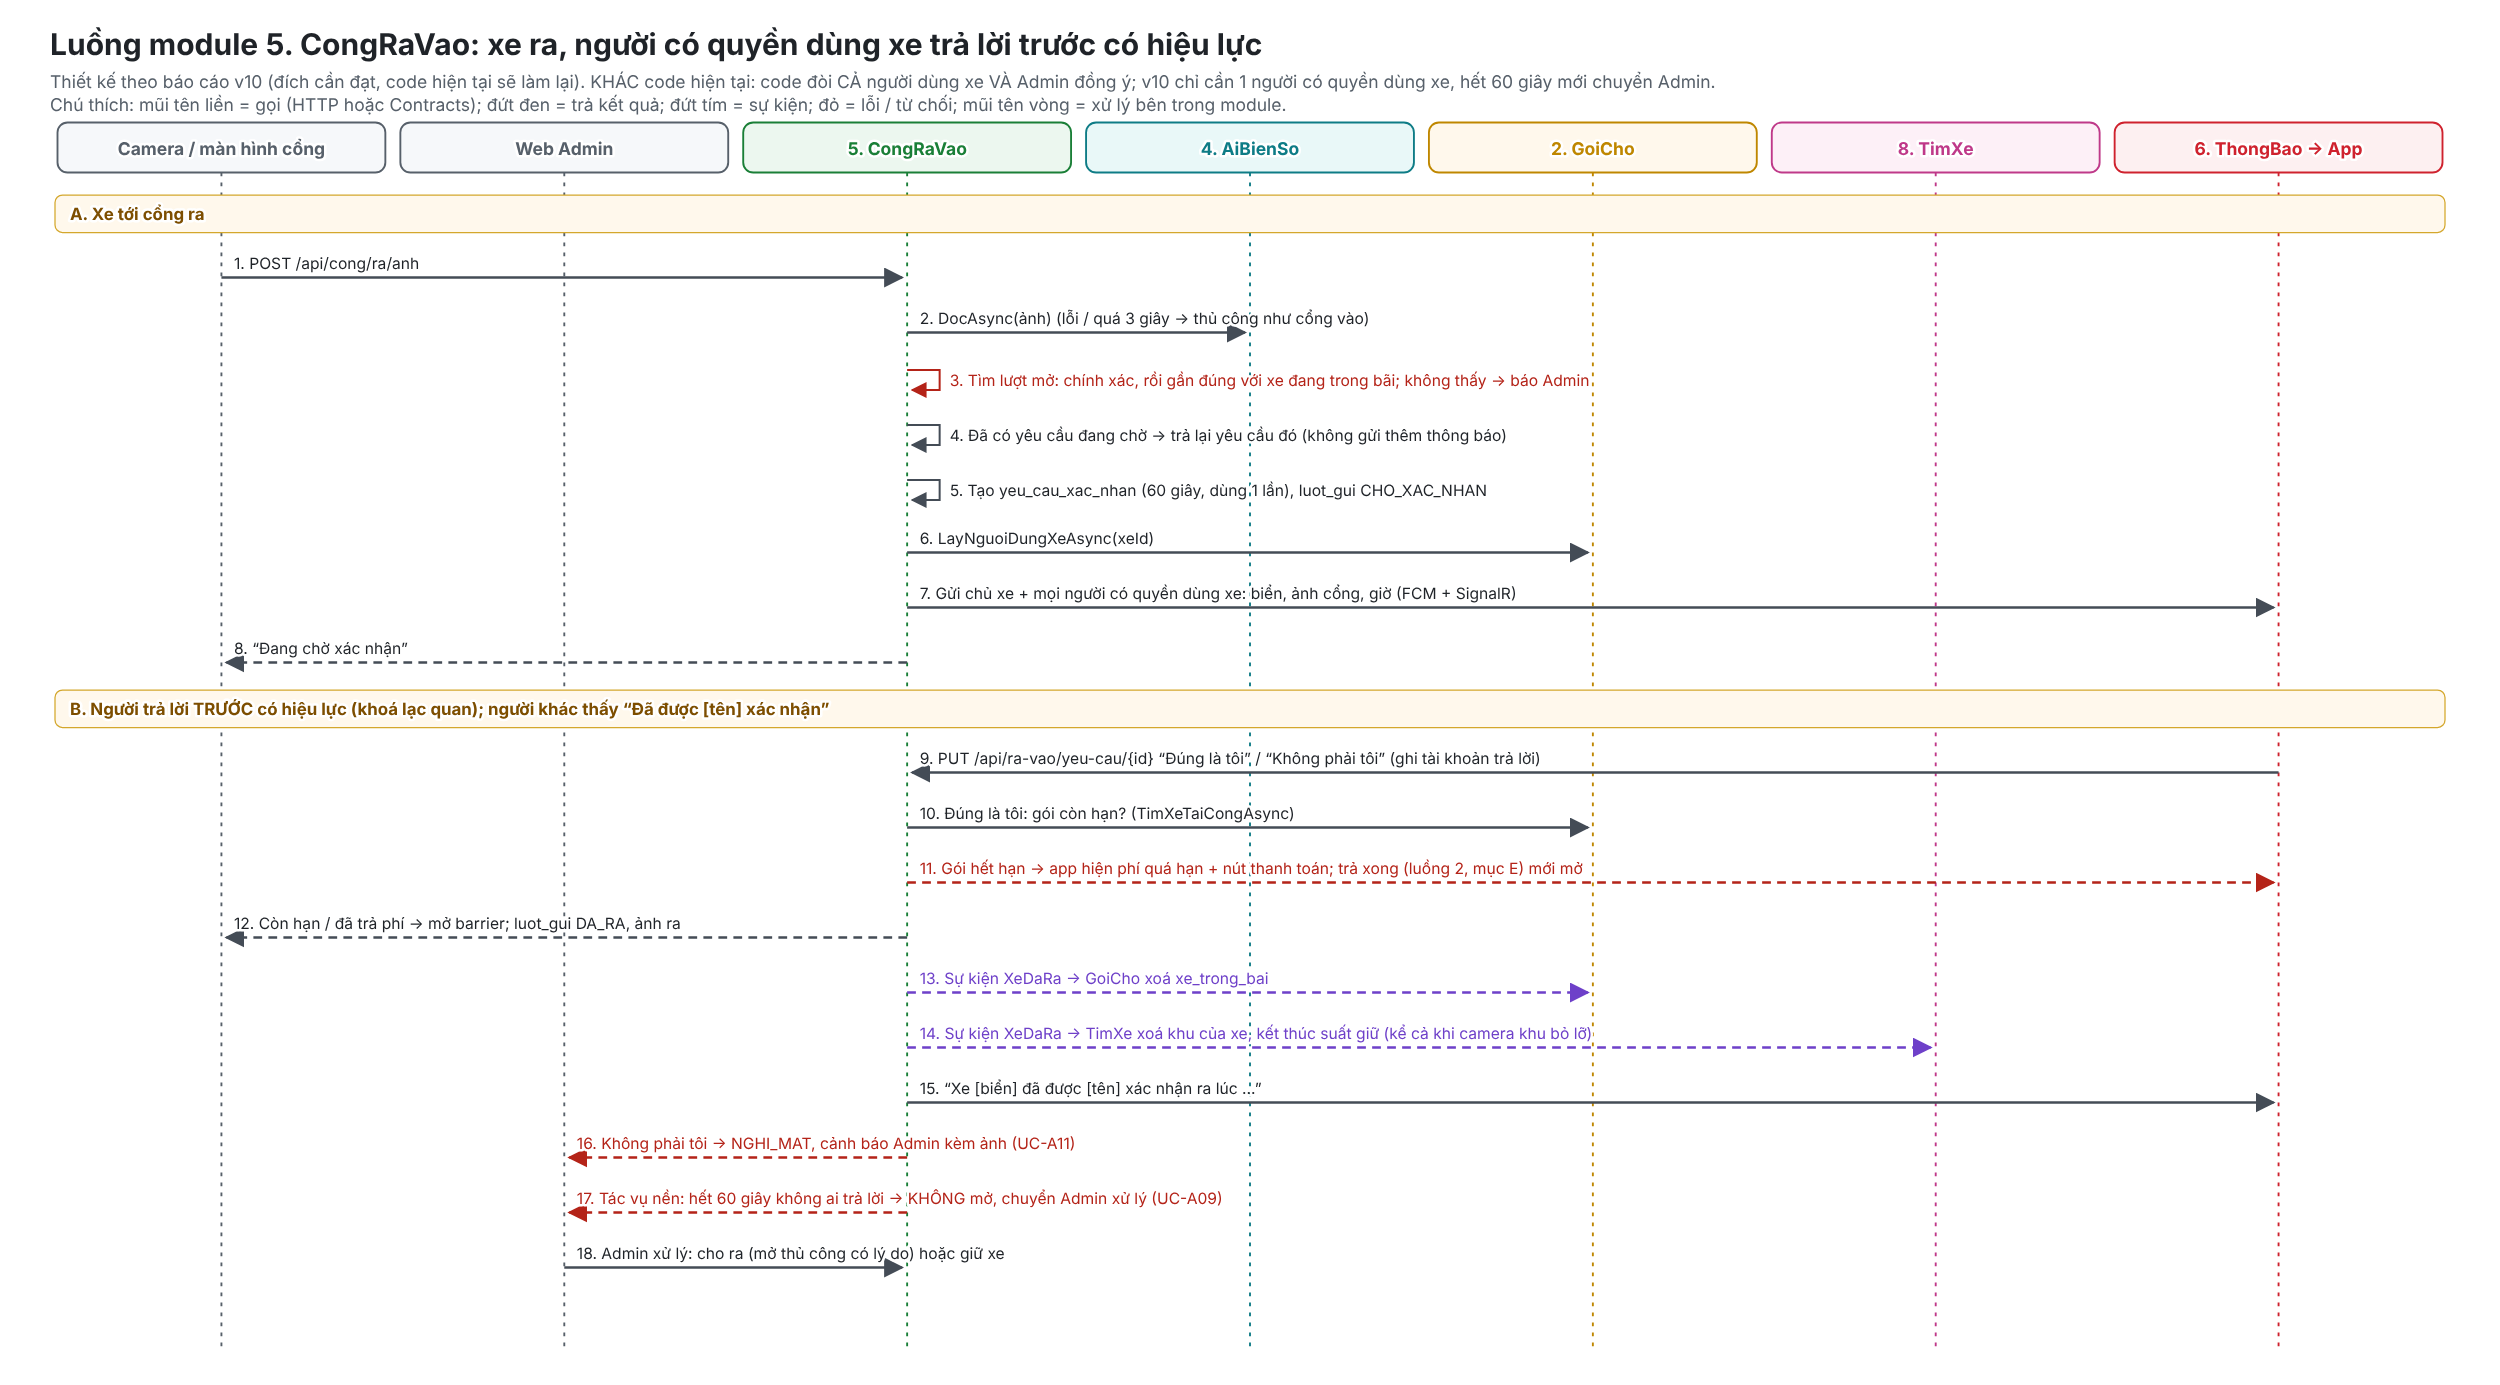 Luồng module 5. CongRaVao: xe ra, người có quyền dùng xe trả lời trước có hiệu lực
Thiết kế theo báo cáo v10 (đích cần đạt, code hiện tại sẽ làm lại). KHÁC code hiện tại: code đòi CẢ người dùng xe VÀ Admin đồng ý; v10 chỉ cần 1 người có quyền dùng xe, hết 60 giây mới chuyển Admin.
Chú thích: mũi tên liền = gọi (HTTP hoặc Contracts); đứt đen = trả kết quả; đứt tím = sự kiện; đỏ = lỗi / từ chối; mũi tên vòng = xử lý bên trong module.
Camera / màn hình cổng
Web Admin
5. CongRaVao
4. AiBienSo
2. GoiCho
8. TimXe
6. ThongBao → App
A. Xe tới cổng ra
1. POST /api/cong/ra/anh
2. DocAsync(ảnh) (lỗi / quá 3 giây → thủ công như cổng vào)
3. Tìm lượt mở: chính xác, rồi gần đúng với xe đang trong bãi; không thấy → báo Admin
4. Đã có yêu cầu đang chờ → trả lại yêu cầu đó (không gửi thêm thông báo)
5. Tạo yeu_cau_xac_nhan (60 giây, dùng 1 lần), luot_gui CHO_XAC_NHAN
6. LayNguoiDungXeAsync(xeId)
7. Gửi chủ xe + mọi người có quyền dùng xe: biển, ảnh cổng, giờ (FCM + SignalR)
8. “Đang chờ xác nhận”
B. Người trả lời TRƯỚC có hiệu lực (khoá lạc quan); người khác thấy “Đã được [tên] xác nhận”
9. PUT /api/ra-vao/yeu-cau/{id} “Đúng là tôi” / “Không phải tôi” (ghi tài khoản trả lời)
10. Đúng là tôi: gói còn hạn? (TimXeTaiCongAsync)
11. Gói hết hạn → app hiện phí quá hạn + nút thanh toán; trả xong (luồng 2, mục E) mới mở
12. Còn hạn / đã trả phí → mở barrier; luot_gui DA_RA, ảnh ra
13. Sự kiện XeDaRa → GoiCho xoá xe_trong_bai
14. Sự kiện XeDaRa → TimXe xoá khu của xe, kết thúc suất giữ (kể cả khi camera khu bỏ lỡ)
15. “Xe [biển] đã được [tên] xác nhận ra lúc ...”
16. Không phải tôi → NGHI_MAT, cảnh báo Admin kèm ảnh (UC-A11)
17. Tác vụ nền: hết 60 giây không ai trả lời → KHÔNG mở, chuyển Admin xử lý (UC-A09)
18. Admin xử lý: cho ra (mở thủ công có lý do) hoặc giữ xe